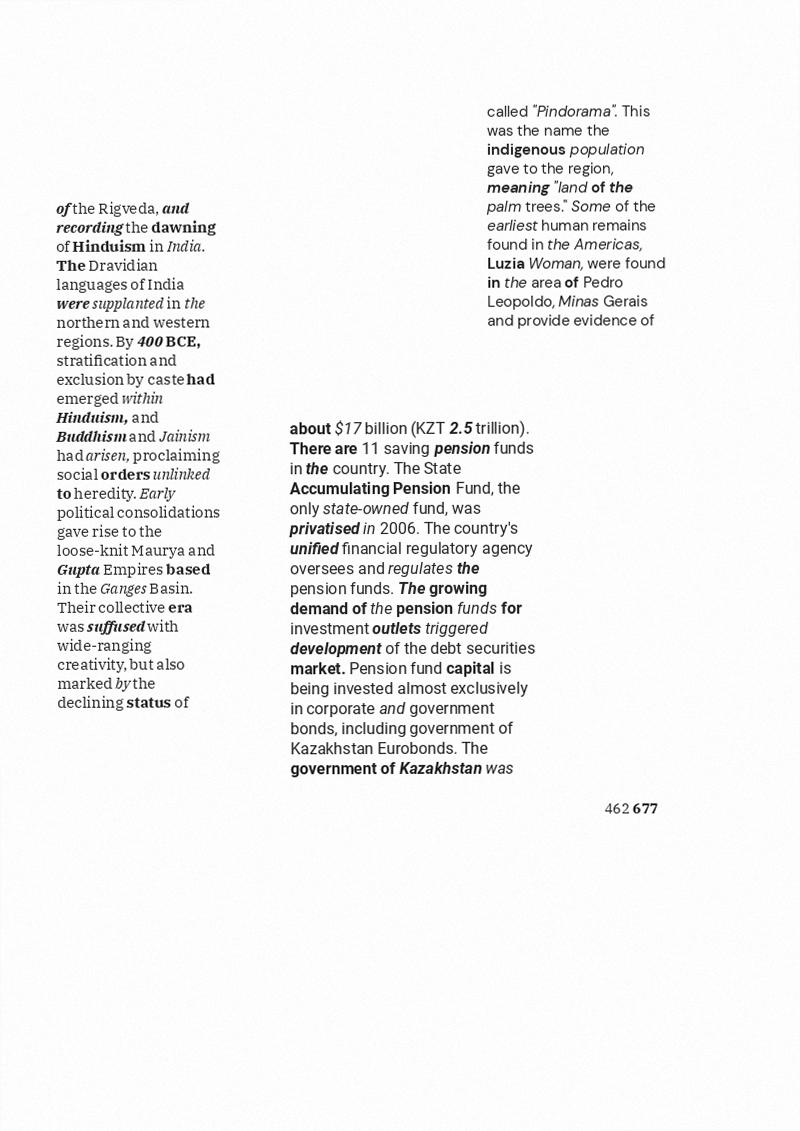 of the Rigveda, and
recording the dawning
of Hinduism in India.
The Dravidian
languages of India
were supplanted in the
northern and western
regions. By 400 BCE,
stratification and
exclusion by caste had
emerged within
Hinduism, and
Buddhism and Jainism
had arisen, proclaiming
social orders unlinked
to heredity. Early
political consolidations
gave rise to the
loose-knit Maurya and
Gupta Empires based
in the Ganges Basin.
Their collective era
was suffused with
wide-ranging
creativity, but also
marked by the
declining status of
about $17 billion (KZT 2.5 trillion).
There are 11 saving pension funds
in the country. The State
Accumulating Pension Fund, the
only state-owned fund, was
privatised in 2006. The country's
unified financial regulatory agency
oversees and regulates the
pension funds. The growing
demand of the pension funds for
investment outlets triggered
development of the debt securities
market. Pension fund capital is
being invested almost exclusively
in corporate and government
bonds, including government of
Kazakhstan Eurobonds. The
government of Kazakhstan was
called "Pindorama". This
was the name the
indigenous population
gave to the region,
meaning "land of the
palm trees." Some of the
earliest human remains
found in the Americas,
Luzia Woman, were found
in the area of Pedro
Leopoldo, Minas Gerais
and provide evidence of
462 677